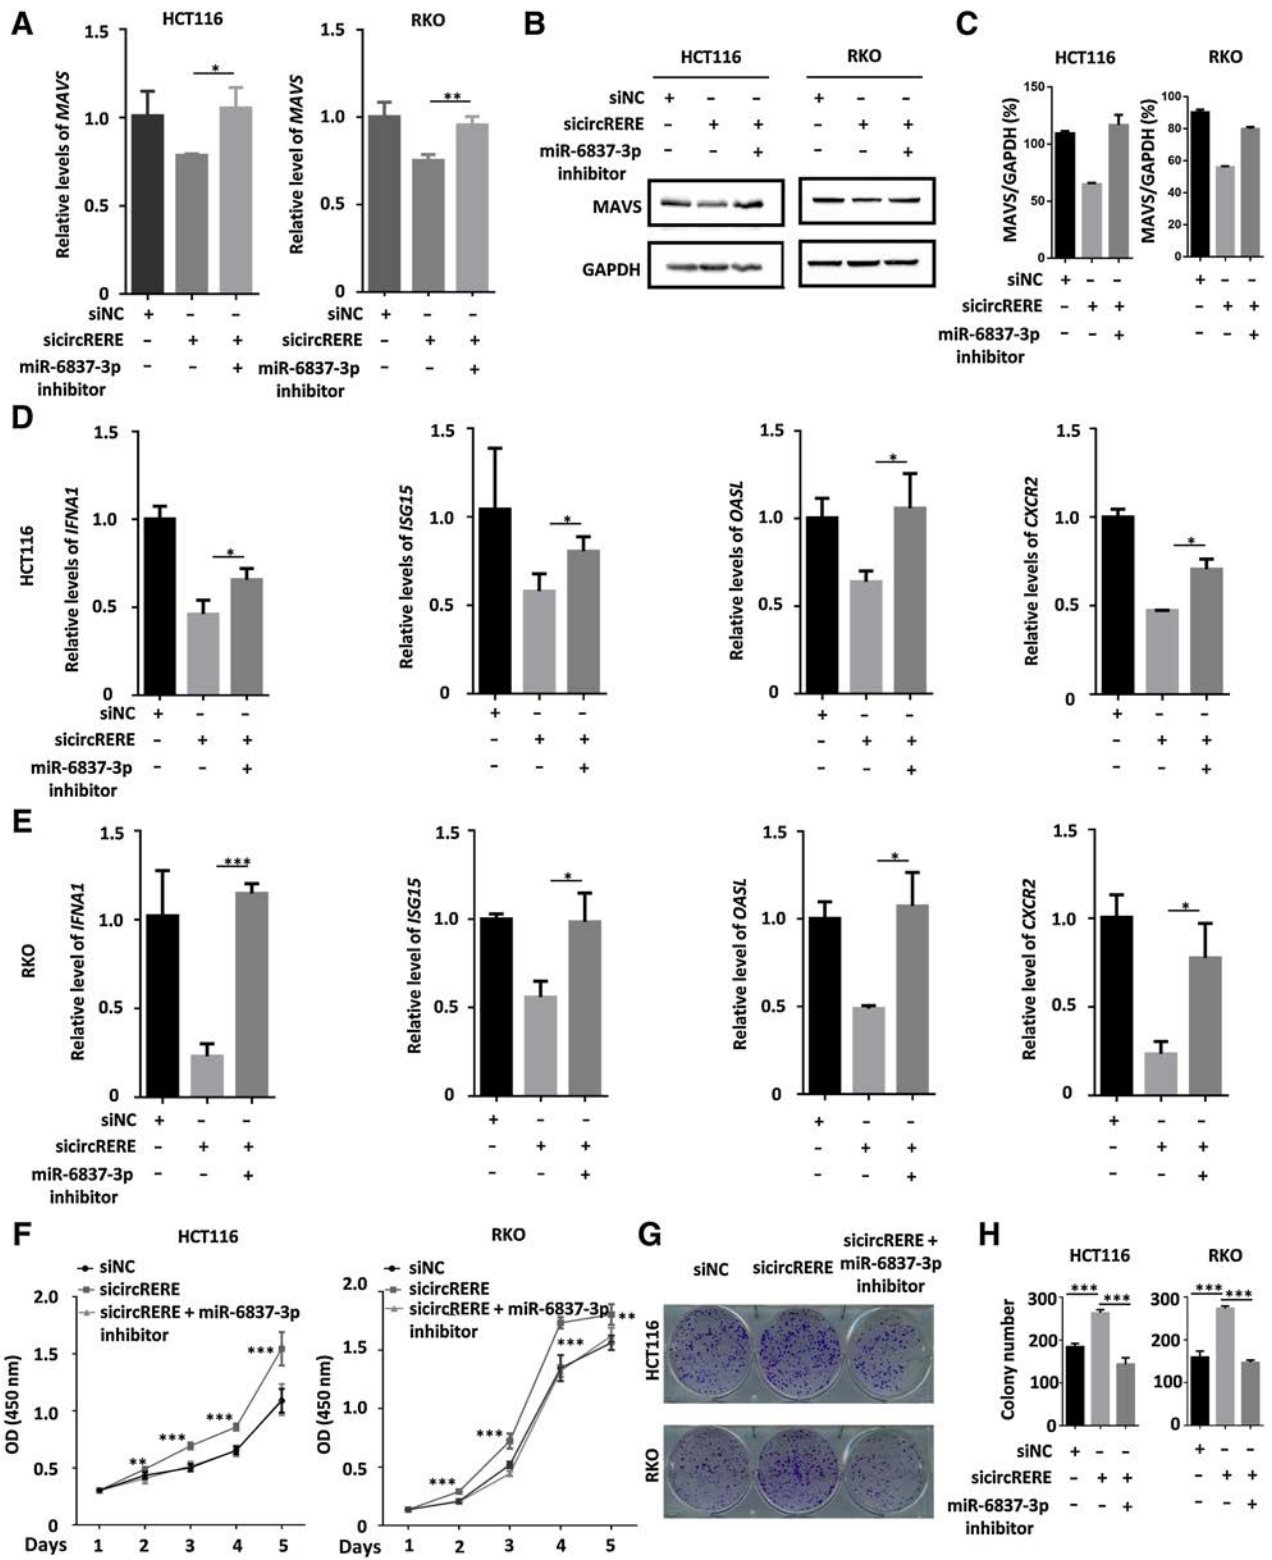 A
HCT116
RKO
Relative levels of MAVS
1.5
1.0
0.5
0
*
Relative levels of MAVS
1.5
1.0
0.5
0
**
siNC + - -
sicircRERE - + +
miR-6837-3p - - +
inhibitor
siNC + - -
sicircRERE - + +
miR-6837-3p - - +
inhibitor
B
HCT116
RKO
siNC + - - + - -
sicircRERE - + + - + +
miR-6837-3p - - + - - +
inhibitor
MAVS
GAPDH
C
HCT116
RKO
MAVS/GAPDH (%)
150
100
50
0
MAVS/GAPDH (%)
100
80
60
40
20
0
siNC + - - + - -
sicircRERE - + + - + +
miR-6837-3p - - + - - +
inhibitor
D
HCT116
Relative levels of IFNA1
1.5
1.0
0.5
0
*
Relative levels of ISG15
1.5
1.0
0.5
0
*
Relative levels of OASL
1.5
1.0
0.5
0
*
Relative levels of CXCR2
1.5
1.0
0.5
0
*
siNC + - - + - - + - - + - -
sicircRERE - + + - + + - + + - + +
miR-6837-3p - - + - - + - - + - - +
inhibitor
E
RKO
Relative level of IFNA1
1.5
1.0
0.5
0
***
Relative level of ISG15
1.5
1.0
0.5
0
*
Relative level of OASL
1.5
1.0
0.5
0
*
Relative level of CXCR2
1.5
1.0
0.5
0
*
siNC + - - + - - + - - + - -
sicircRERE - + + - + + - + + - + +
miR-6837-3p - - + - - + - - + - - +
inhibitor
F
HCT116
siNC
sicircRERE
sicircRERE + miR-6837-3p
inhibitor
OD (450 nm)
2.0
1.5
1.0
0.5
0
**
***
***
***
Days 1 2 3 4 5
RKO
siNC
sicircRERE
sicircRERE + miR-6837-3p
inhibitor
OD (450 nm)
2.0
1.5
1.0
0.5
0
***
***
***
**
Days 1 2 3 4 5
G
siNC
sicircRERE
sicircRERE +
miR-6837-3p
inhibitor
HCT116
RKO
H
HCT116
RKO
Colony number
300
200
100
0
*** ***
300
200
100
0
*** ***
siNC + - - + - -
sicircRERE - + + - + +
miR-6837-3p - - + - - +
inhibitor